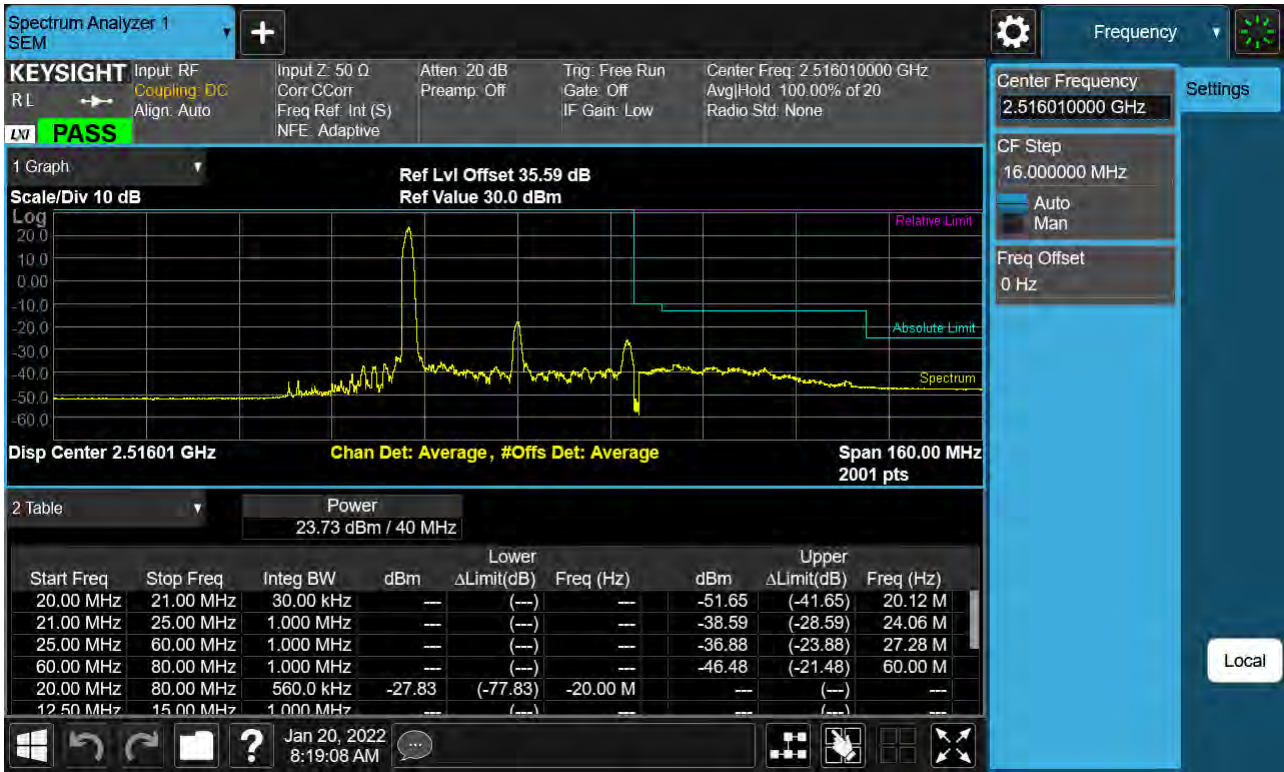 Spectrum Analyzer 1
SEM
Frequency
KEYSIGHT
RL
LXI PASS
Input: RF
Coupling: DC
Align: Auto
Input Z: 50 Ω
Corr CCorr
Freq Ref: Int (S)
NFE: Adaptive
Atten: 20 dB
Preamp: Off
Trig: Free Run
Gate: Off
IF Gain: Low
Center Freq: 2.516010000 GHz
Avg|Hold: 100.00% of 20
Radio Std: None
Center Frequency
2.516010000 GHz
Settings
CF Step
16.000000 MHz
Auto
Man
Freq Offset
0 Hz
1 Graph
Scale/Div 10 dB
Ref Lvl Offset 35.59 dB
Ref Value 30.0 dBm
Log
20.0
10.0
0.00
-10.0
-20.0
-30.0
-40.0
-50.0
-60.0
Relative Limit
Absolute Limit
Spectrum
Disp Center 2.51601 GHz
Chan Det: Average, #Offs Det: Average
Span 160.00 MHz
2001 pts
2 Table
Power
23.73 dBm / 40 MHz
Lower Upper
Start Freq Stop Freq Integ BW dBm ΔLimit(dB) Freq (Hz) dBm ΔLimit(dB) Freq (Hz)
20.00 MHz 21.00 MHz 30.00 kHz --- (---) --- -51.65 (-41.65) 20.12 M
21.00 MHz 25.00 MHz 1.000 MHz --- (---) --- -38.59 (-28.59) 24.06 M
25.00 MHz 60.00 MHz 1.000 MHz --- (---) --- -36.88 (-23.88) 27.28 M
60.00 MHz 80.00 MHz 1.000 MHz --- (---) --- -46.48 (-21.48) 60.00 M
20.00 MHz 80.00 MHz 560.0 kHz -27.83 (-77.83) -20.00 M --- (---) ---
12.50 MHz 15.00 MHz 1.000 MHz --- (---) --- --- (---) ---
Local
Jan 20, 2022
8:19:08 AM